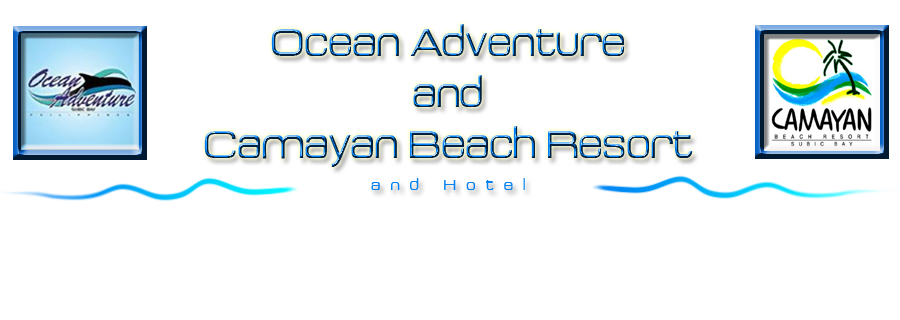 Ocean Adventure
and
Camayan Beach Resort
and Hotel
Ocean
Adventure
SUBIC BAY
PHILIPPINES
CAMAYAN
BEACH RESORT
SUBIC BAY